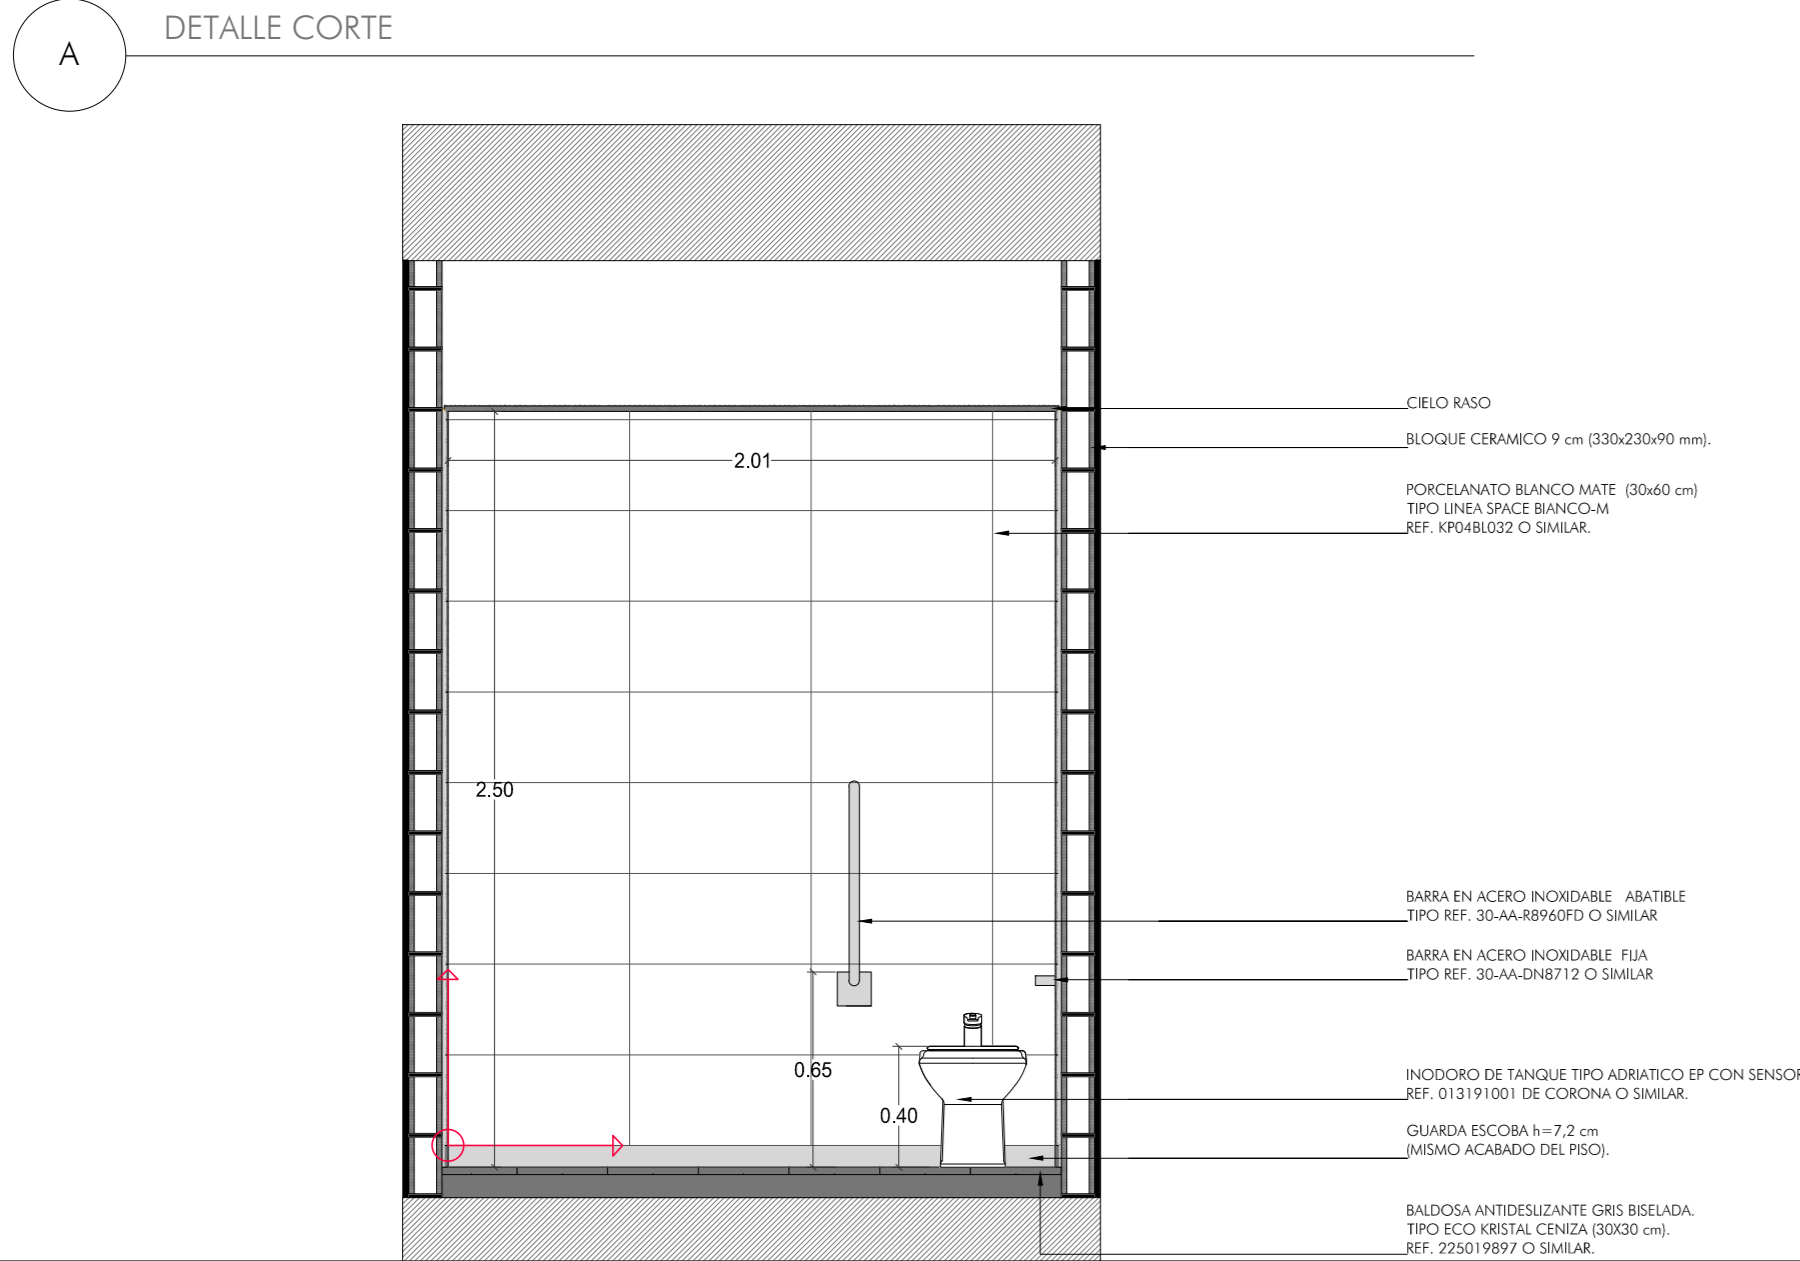 A
DETALLE CORTE
CIELO RASO
BLOQUE CERAMICO 9 cm (330x230x90 mm).
2.01
PORCELANATO BLANCO MATE (30x60 cm)
TIPO LINEA SPACE BIANCO-M
REF. KP04BL032 O SIMILAR.
2.50
BARRA EN ACERO INOXIDABLE ABATIBLE
TIPO REF. 30-AA-R8960FD O SIMILAR
BARRA EN ACERO INOXIDABLE FIJA
TIPO REF. 30-AA-DN8712 O SIMILAR
0.65
INODORO DE TANQUE TIPO ADRIATICO EP CON SENSOR
REF. 013191001 DE CORONA O SIMILAR.
0.40
GUARDA ESCOBA h=7,2 cm
(MISMO ACABADO DEL PISO).
BALDOSA ANTIDESLIZANTE GRIS BISELADA.
TIPO ECO KRISTAL CENIZA (30X30 cm).
REF. 225019897 O SIMILAR.